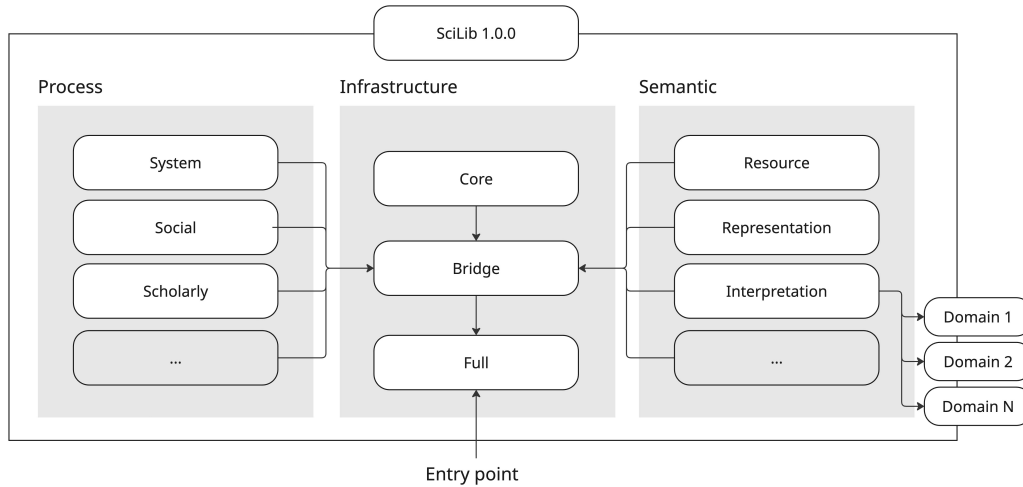 SciLib 1.0.0
Process
System
Social
Scholarly
...
Infrastructure
Core
Bridge
Full
Semantic
Resource
Representation
Interpretation
...
Domain 1
Domain 2
Domain N
Entry point